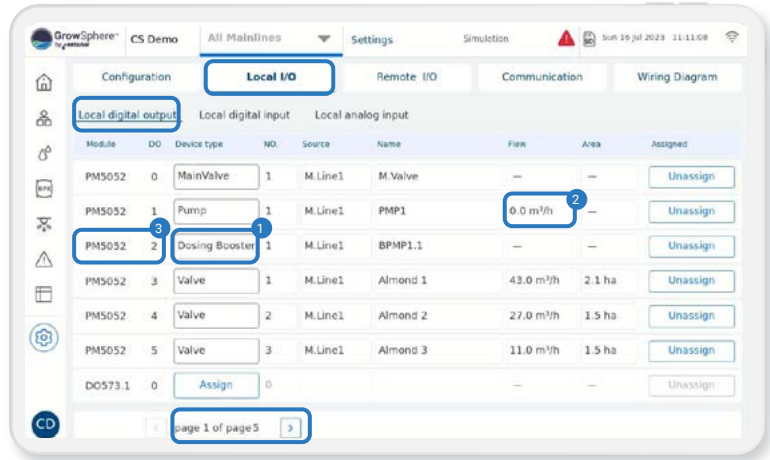 GrowSphere™ CS Demo All Mainlines Settings Simulation Sun 16 Jul 2023 11:11:08
Configuration Local I/O Remote I/O Communication Wiring Diagram
Local digital output Local digital input Local analog input
Module DO Device type NO. Source Name Flow Area Assigned
PM5052 0 MainValve 1 M.Line1 M.Valve — — Unassign
PM5052 1 Pump 1 M.Line1 PMP1 0.0 m³/h 2 — Unassign
3 1
PM5052 2 Dosing Booster 1 M.Line1 BPMP1.1 — — Unassign
PM5052 3 Valve 1 M.Line1 Almond 1 43.0 m³/h 2.1 ha Unassign
PM5052 4 Valve 2 M.Line1 Almond 2 27.0 m³/h 1.5 ha Unassign
PM5052 5 Valve 3 M.Line1 Almond 3 11.0 m³/h 1.5 ha Unassign
DO573.1 0 Assign 0 — — Unassign
CD < page 1 of page 5 >